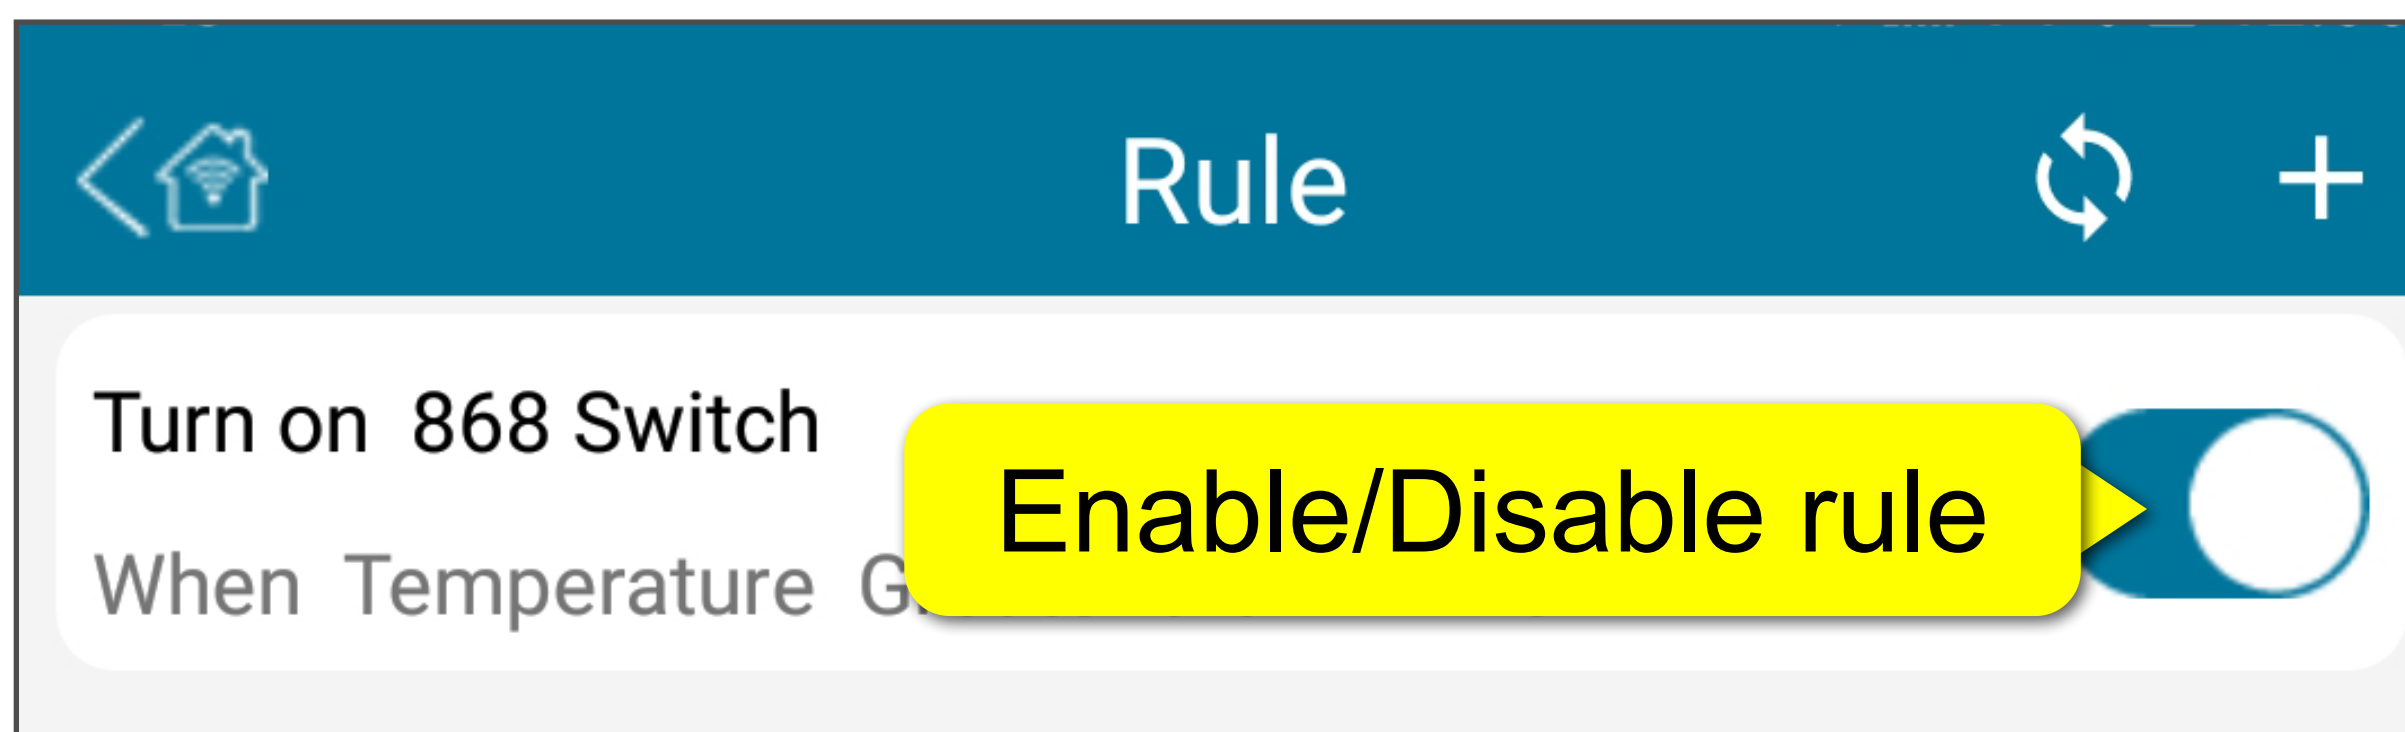 Rule
Turn on 868 Switch
Enable/Disable rule
When Temperature